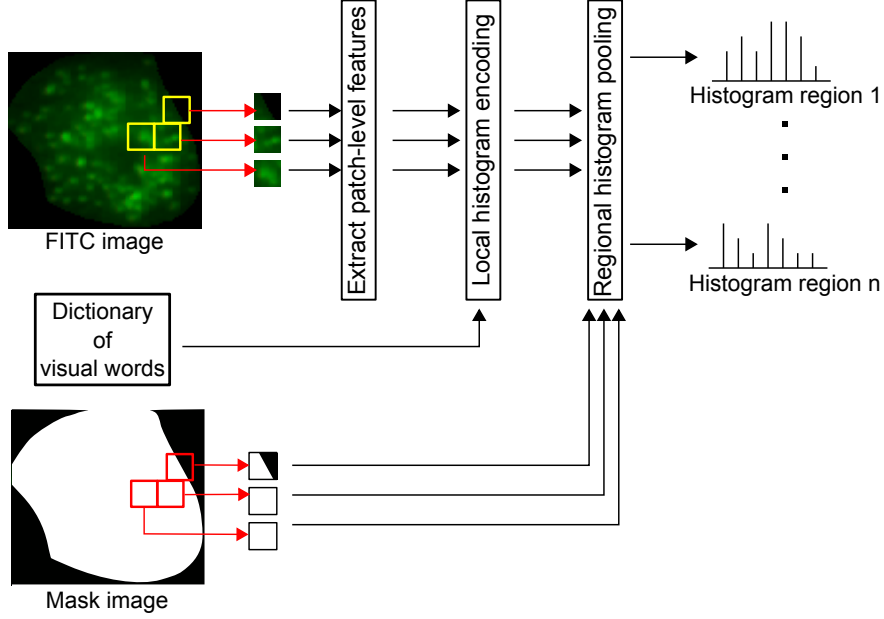 FITC image
Extract patch-level features
Local histogram encoding
Regional histogram pooling
Histogram region 1
Histogram region n
Dictionary
of
visual words
Mask image